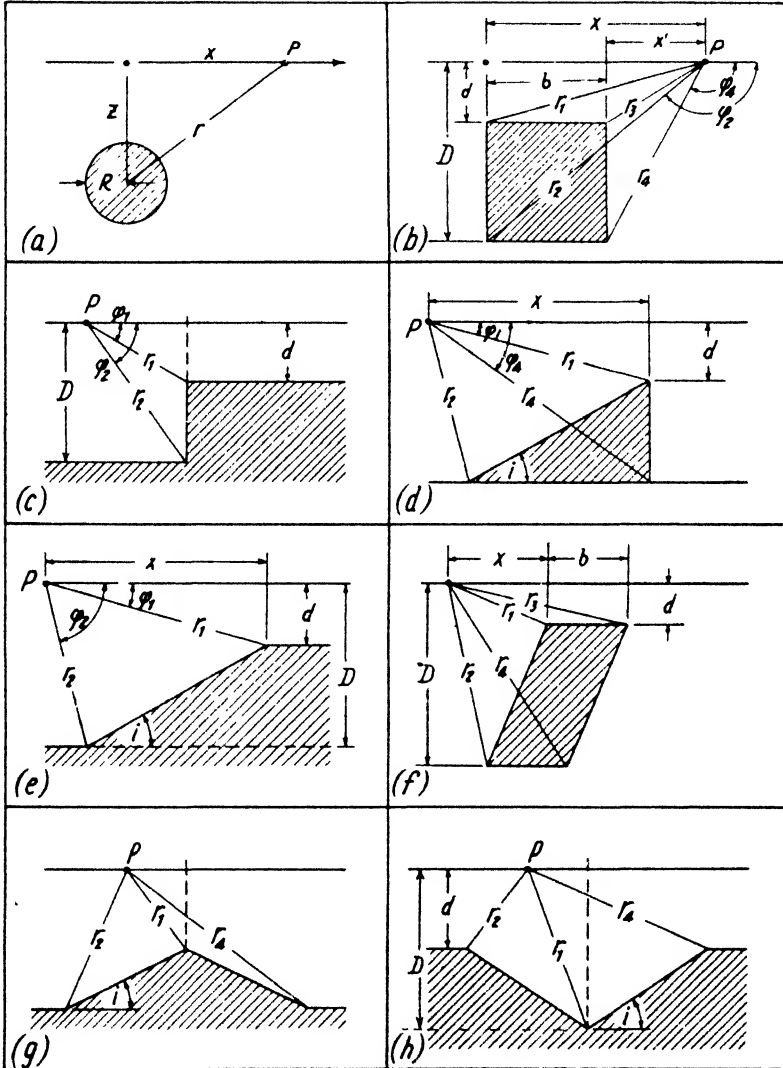 x P
z r
R
(a)
x
x' P
d b φ₄
r₁ r₃ φ₂
D
r₂ r₄
(b)
P φ₁
φ₂ d
D r₁
r₂
(c)
x
P φ₁
φ₄ r₁ d
r₂ r₄
i
(d)
x
P φ₁
φ₂ d
r₁ D
r₂
i
(e)
x b
r₃ d
r₁
D r₂ r₄
(f)
P
r₂ r₁ r₄
i
(g)
P
d r₂ r₄
D r₁
i
(h)